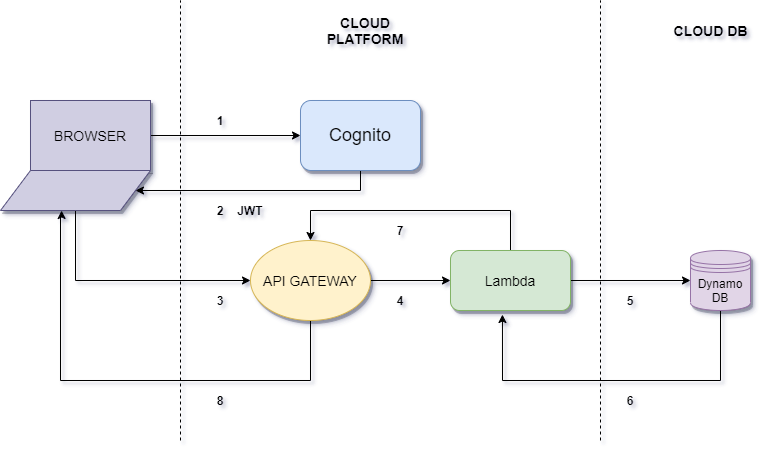 CLOUD
PLATFORM
CLOUD DB
BROWSER
1
Cognito
2 JWT
7
API GATEWAY
Lambda
Dynamo
DB
3
4
5
8
6